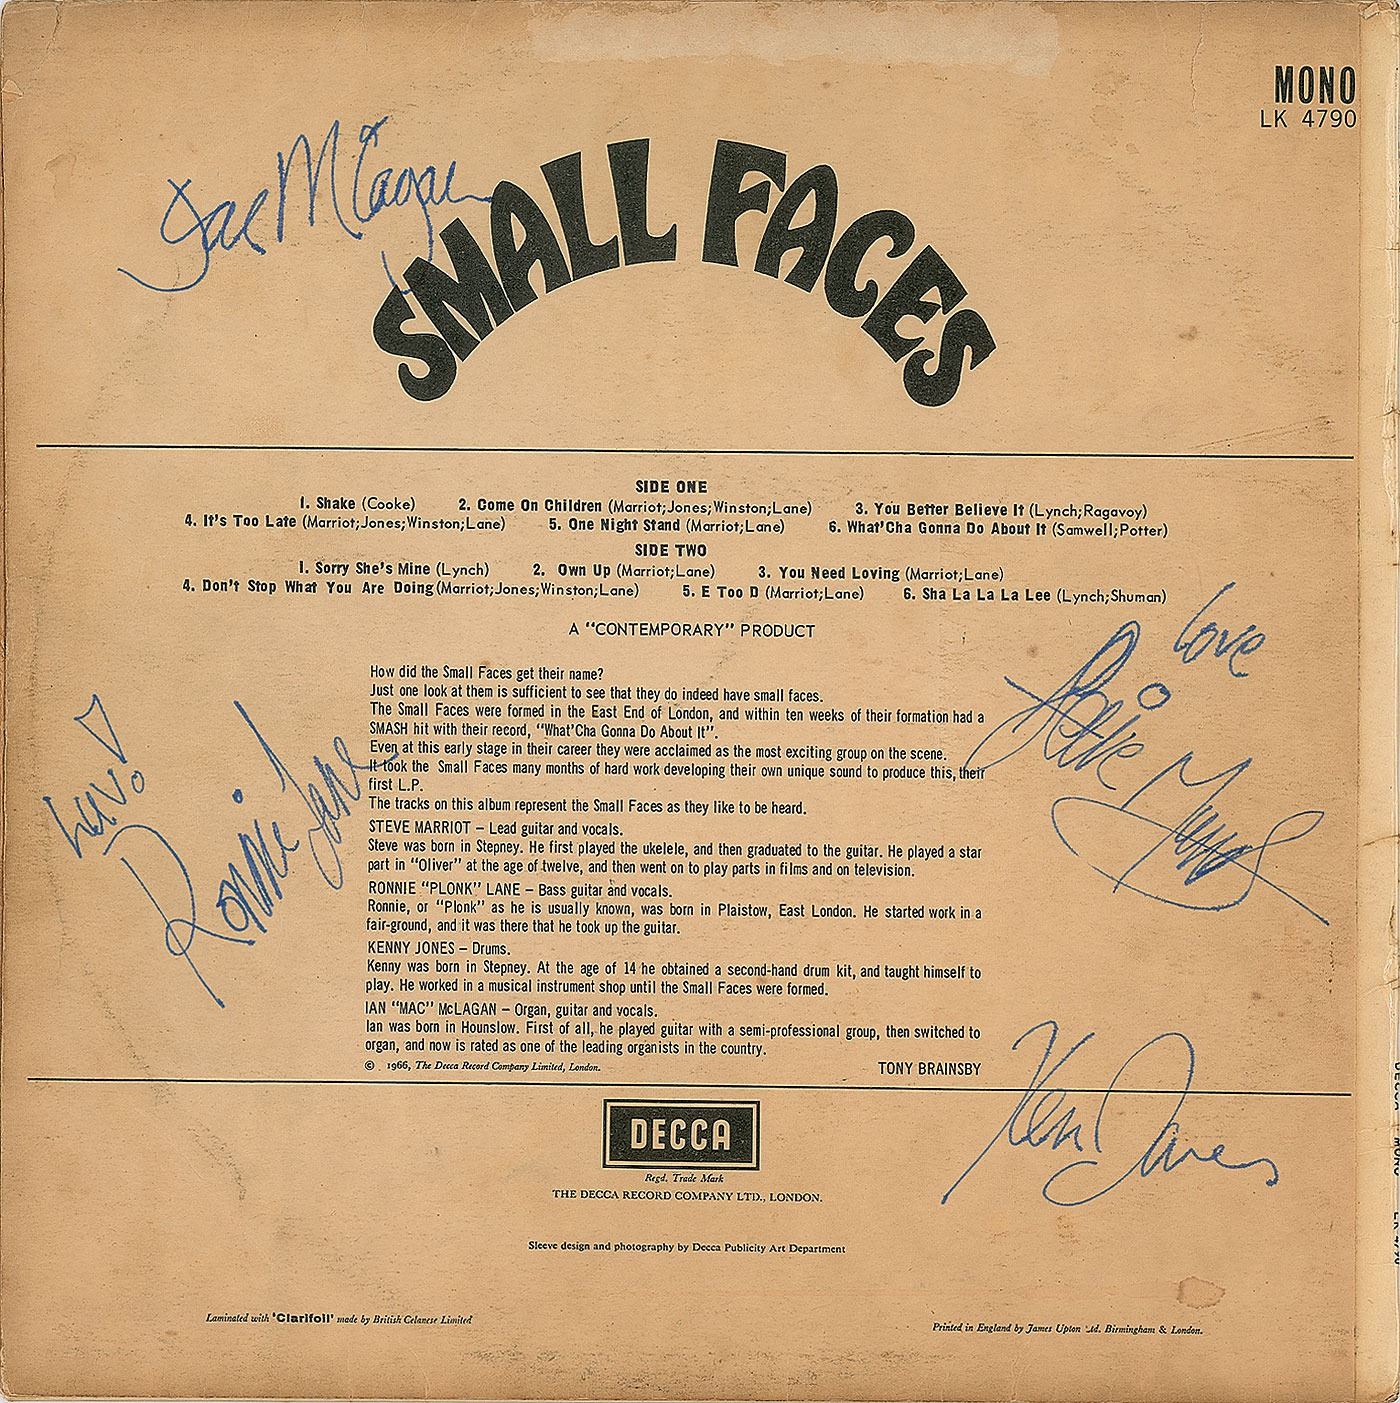 MONO
LK 4790
Ian McLagan
SMALL FACES
SIDE ONE
1. Shake (Cooke) 2. Come On Children (Marriot;Jones;Winston;Lane) 3. You Better Believe It (Lynch;Ragavoy)
4. It's Too Late (Marriot;Jones;Winston;Lane) 5. One Night Stand (Marriot;Lane) 6. What'Cha Gonna Do About It (Samwell;Potter)
SIDE TWO
1. Sorry She's Mine (Lynch) 2. Own Up (Marriot;Lane) 3. You Need Loving (Marriot;Lane)
4. Don't Stop What You Are Doing(Marriot;Jones;Winston;Lane) 5. E Too D (Marriot;Lane) 6. Sha La La La Lee (Lynch;Shuman)
A "CONTEMPORARY" PRODUCT
How did the Small Faces get their name?
Just one look at them is sufficient to see that they do indeed have small faces.
The Small Faces were formed in the East End of London, and within ten weeks of their formation had a
SMASH hit with their record, "What'Cha Gonna Do About It".
Even at this early stage in their career they were acclaimed as the most exciting group on the scene.
It took the Small Faces many months of hard work developing their own unique sound to produce this, their
first L.P.
The tracks on this album represent the Small Faces as they like to be heard.
STEVE MARRIOT – Lead guitar and vocals.
Steve was born in Stepney. He first played the ukelele, and then graduated to the guitar. He played a star
part in "Oliver" at the age of twelve, and then went on to play parts in films and on television.
RONNIE "PLONK" LANE – Bass guitar and vocals.
Ronnie, or "Plonk" as he is usually known, was born in Plaistow, East London. He started work in a
fair-ground, and it was there that he took up the guitar.
KENNY JONES – Drums.
Kenny was born in Stepney. At the age of 14 he obtained a second-hand drum kit, and taught himself to
play. He worked in a musical instrument shop until the Small Faces were formed.
IAN "MAC" McLAGAN – Organ, guitar and vocals.
Ian was born in Hounslow. First of all, he played guitar with a semi-professional group, then switched to
organ, and now is rated as one of the leading organists in the country.
© 1966, The Decca Record Company Limited, London. TONY BRAINSBY
Love
Steve
Luv!
Ronnie Lane
Ken Jones
DECCA
Regd. Trade Mark
THE DECCA RECORD COMPANY LTD., LONDON.
Sleeve design and photography by Decca Publicity Art Department
Laminated with 'Clarifoil' made by British Celanese Limited
Printed in England by James Upton Ltd. Birmingham & London.